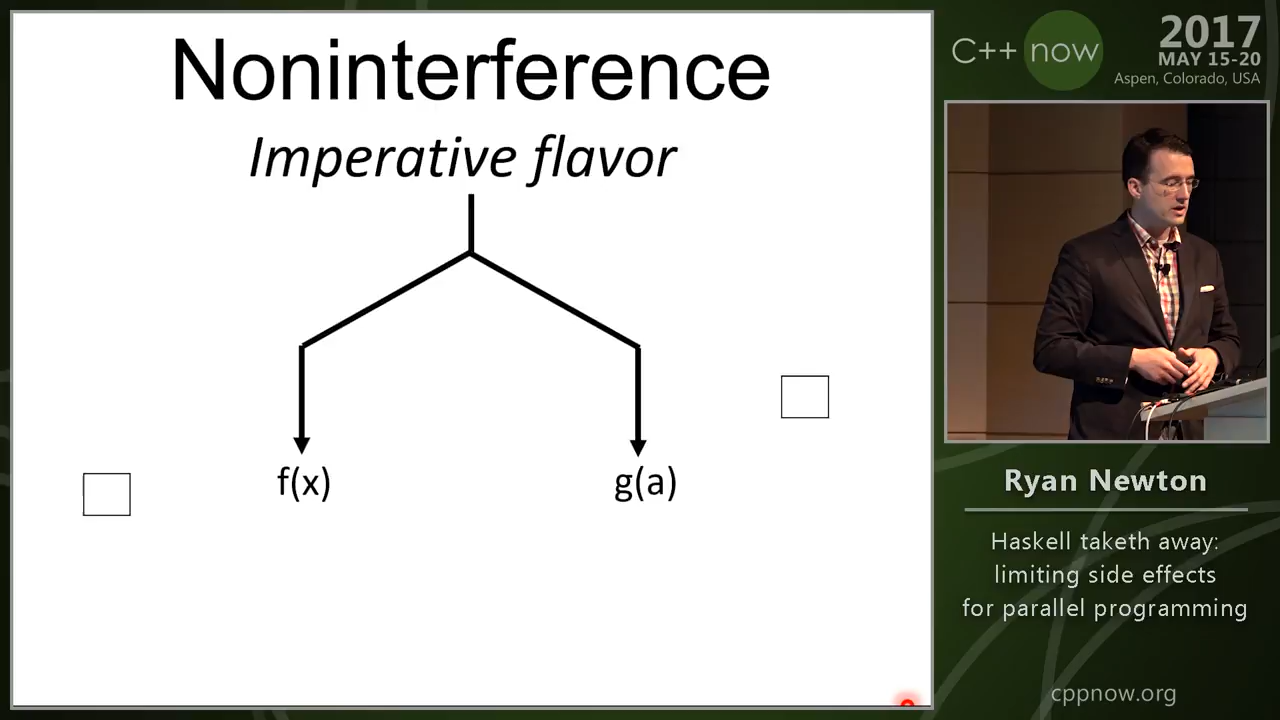 Noninterference
Imperative flavor
f(x)
g(a)
C++ now
2017
MAY 15-20
Aspen, Colorado, USA
Ryan Newton
Haskell taketh away:
limiting side effects
for parallel programming
cppnow.org